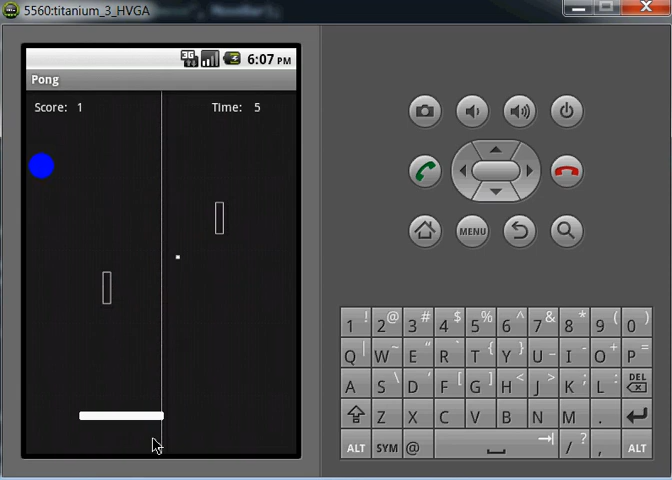 5560:titanium_3_HVGA
3G 6:07 PM
Pong
Score: 1 Time: 5
MENU
1 ! 2 @ 3 # 4 $ 5 % 6 ^ 7 & 8 * 9 ( 0 )
Q | W ~ E “ R ` T { Y } U _ I - O + P =
A S \ D ‘ F [ G ] H < J > K ; L : DEL
Z X C V B N M .
ALT SYM @ / ? , ALT